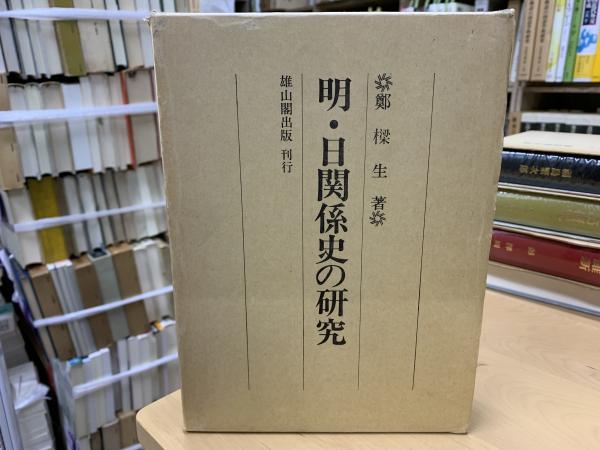 鄭樑生著
明・日関係史の研究
雄山閣出版 刊行